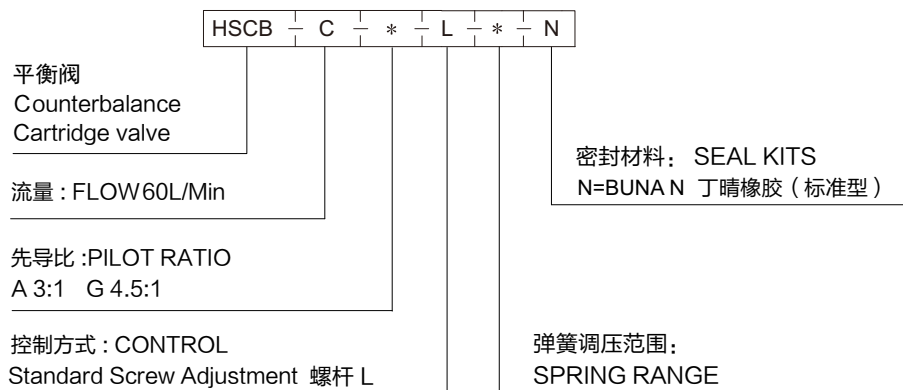 HSCB - C - * - L - * - N
平衡阀
Counterbalance
Cartridge valve
流量 : FLOW60L/Min
先导比 :PILOT RATIO
A 3:1 G 4.5:1
控制方式 : CONTROL
Standard Screw Adjustment 螺杆 L
密封材料： SEAL KITS
N=BUNA N 丁晴橡胶（标准型）
弹簧调压范围：
SPRING RANGE